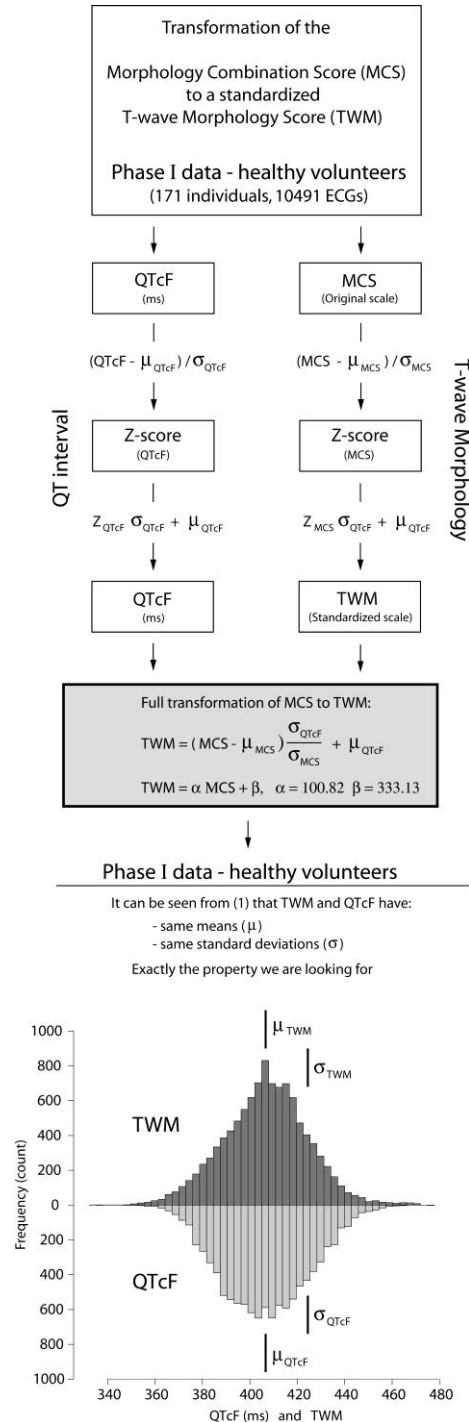 Transformation of the
Morphology Combination Score (MCS)
to a standardized
T-wave Morphology Score (TWM)
Phase I data - healthy volunteers
(171 individuals, 10491 ECGs)
QTcF
(ms)
MCS
(Original scale)
(QTcF - μQTcF)/σQTcF
(MCS - μMCS)/σMCS
QT interval
T-wave Morphology
Z-score
(QTcF)
Z-score
(MCS)
ZQTcF σQTcF + μQTcF
ZMCS σQTcF + μQTcF
QTcF
(ms)
TWM
(Standardized scale)
Full transformation of MCS to TWM:
TWM = (MCS - μMCS) σQTcF/σMCS + μQTcF
TWM = α MCS + β, α = 100.82 β = 333.13
Phase I data - healthy volunteers
It can be seen from (1) that TWM and QTcF have:
- same means (μ)
- same standard deviations (σ)
Exactly the property we are looking for
μTWM
σTWM
TWM
QTcF
σQTcF
μQTcF
Frequency (count)
1000
800
600
400
200
0
200
400
600
800
1000
340 360 380 400 420 440 460 480
QTcF (ms) and TWM